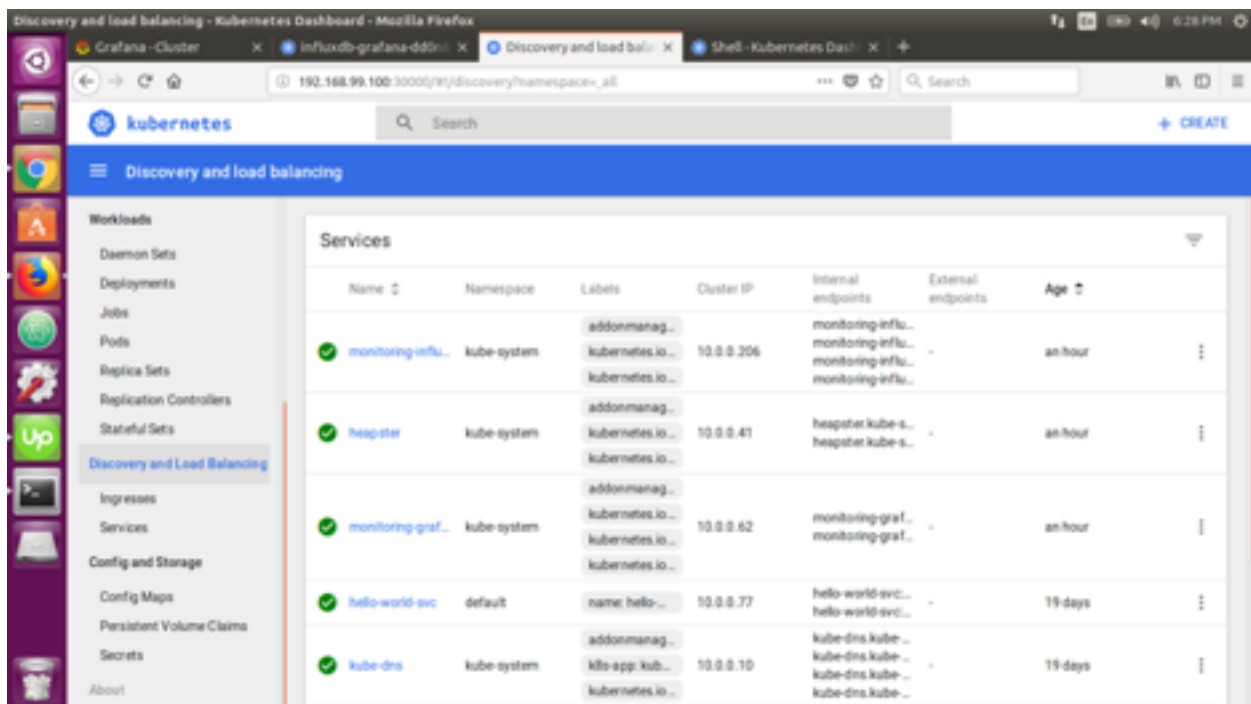 Discovery and load balancing - Kubernetes Dashboard - Mozilla Firefox
En 6:28 PM
Grafana - Cluster × influxdb-grafana-dd0n × Discovery and load bala × Shell - Kubernetes Dash × +
192.168.99.100:30000/#!/discovery?namespace=_all Search
kubernetes Search + CREATE
Discovery and load balancing
Workloads
Daemon Sets
Deployments
Jobs
Pods
Replica Sets
Replication Controllers
Stateful Sets
Discovery and Load Balancing
Ingresses
Services
Config and Storage
Config Maps
Persistent Volume Claims
Secrets
About
Services
Name Namespace Labels Cluster IP Internal endpoints External endpoints Age
monitoring-influ... kube-system 10.0.0.206 - an hour
addonmanag...
kubernetes.io...
kubernetes.io...
monitoring-influ...
monitoring-influ...
monitoring-influ...
monitoring-influ...
heapster kube-system 10.0.0.41 - an hour
addonmanag...
kubernetes.io...
kubernetes.io...
heapster.kube-s...
heapster.kube-s...
monitoring-graf... kube-system 10.0.0.62 - an hour
addonmanag...
kubernetes.io...
kubernetes.io...
kubernetes.io...
monitoring-graf...
monitoring-graf...
hello-world-svc default name: hello-... 10.0.0.77 - 19 days
hello-world-svc:...
hello-world-svc:...
kube-dns kube-system 10.0.0.10 - 19 days
addonmanag...
k8s-app: kub...
kubernetes.io...
kube-dns.kube-...
kube-dns.kube-...
kube-dns.kube-...
kube-dns.kube-...
Up